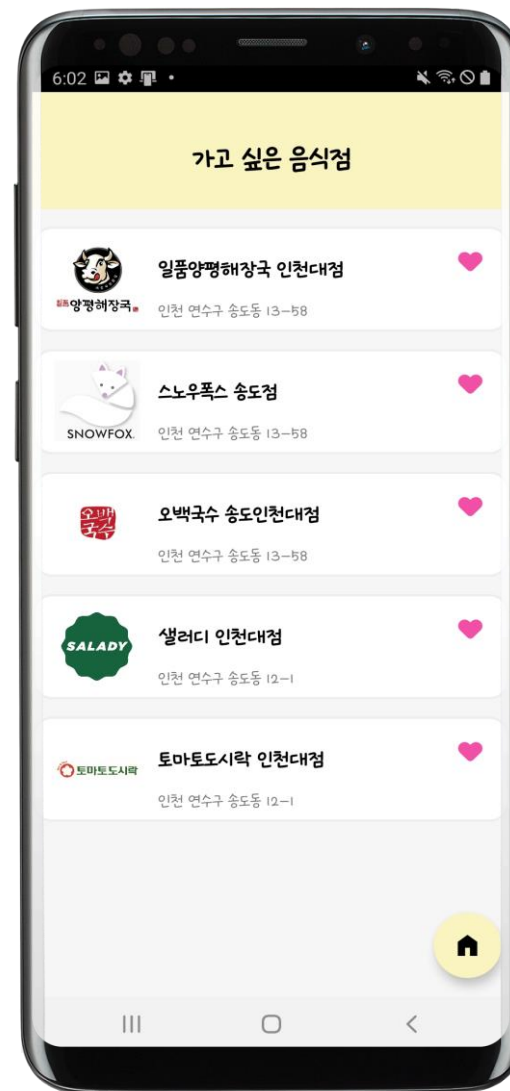 6:02
가고 싶은 음식점
양평해장국
일품양평해장국 인천대점
인천 연수구 송도동 13-58
SNOWFOX
스노우폭스 송도점
인천 연수구 송도동 13-58
오백
국수
오백국수 송도인천대점
인천 연수구 송도동 13-58
SALADY
샐러디 인천대점
인천 연수구 송도동 12-1
토마토도시락
토마토도시락 인천대점
인천 연수구 송도동 12-1